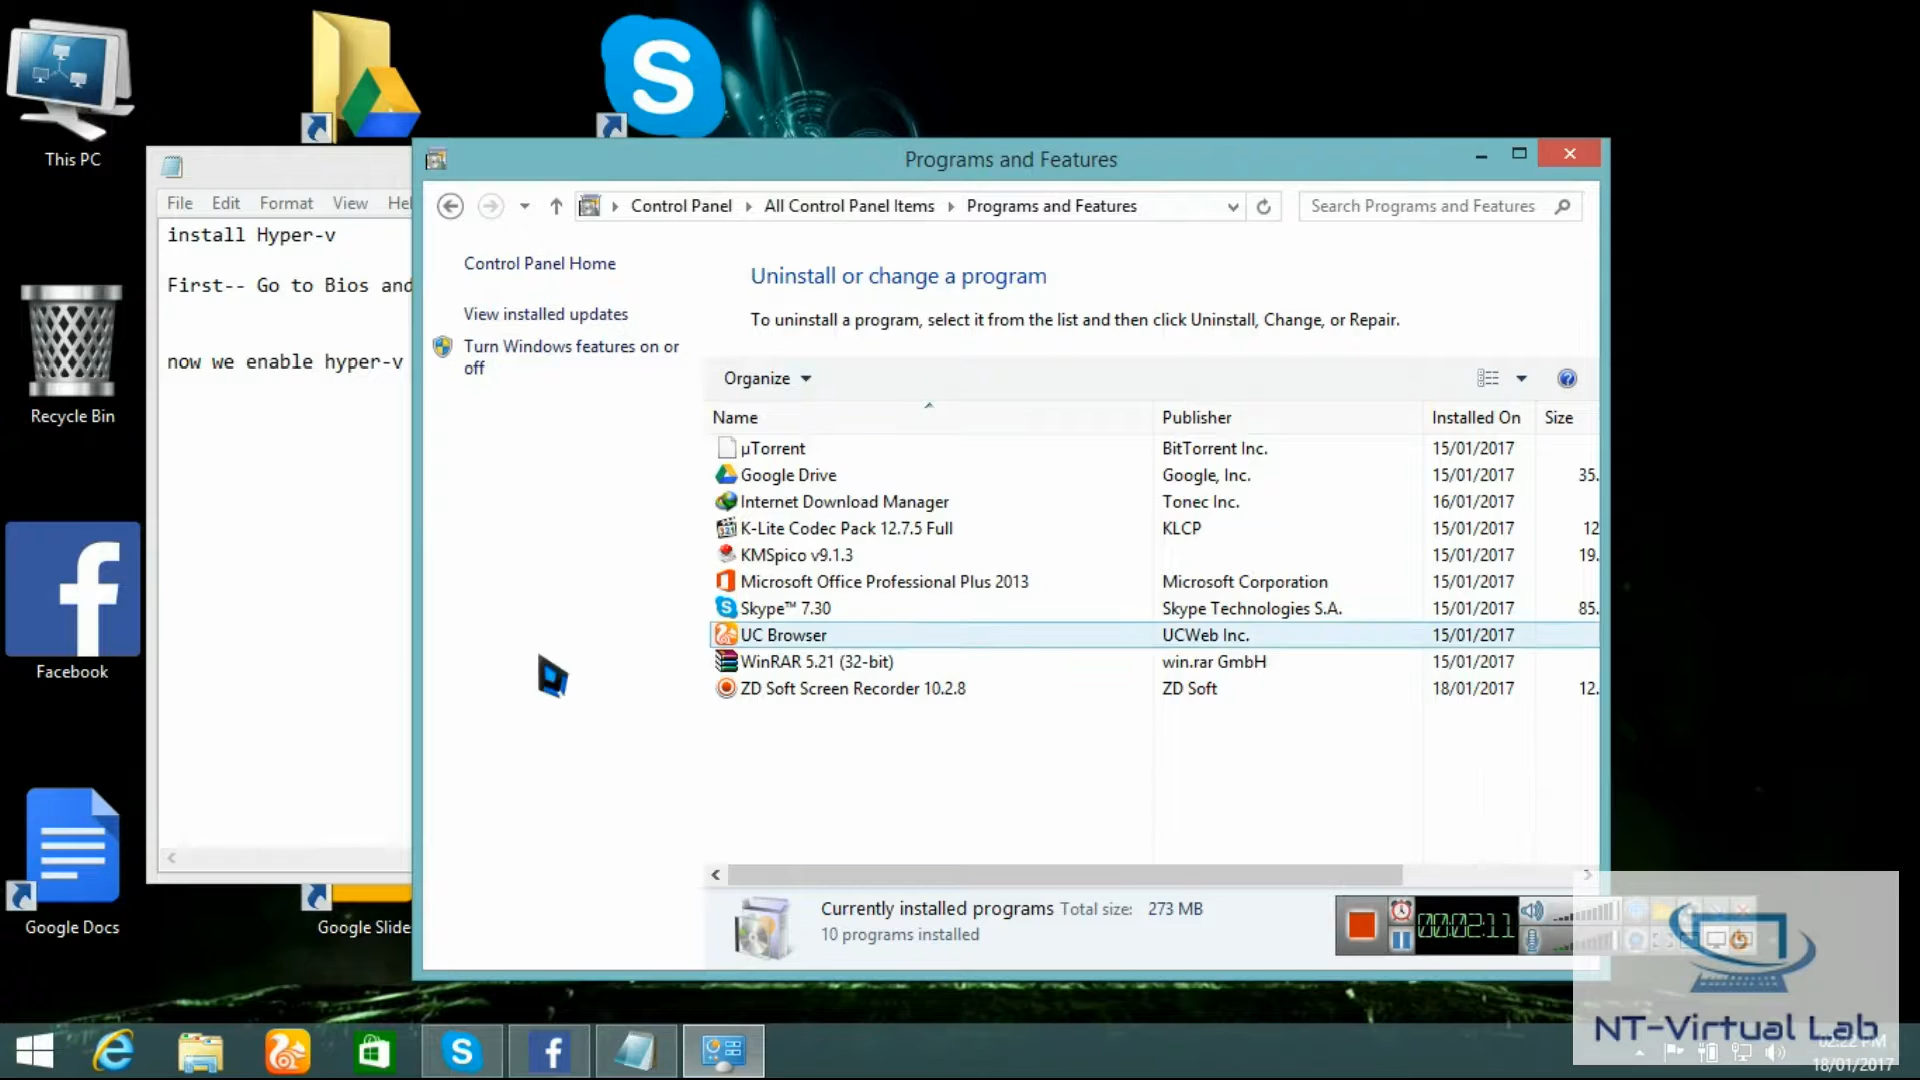 This PC
Recycle Bin
Facebook
Google Docs
Google Slide
File Edit Format View Hel
install Hyper-v
First-- Go to Bios and
now we enable hyper-v
Programs and Features
Control Panel All Control Panel Items Programs and Features
Search Programs and Features
Control Panel Home
View installed updates
Turn Windows features on or
off
Uninstall or change a program
To uninstall a program, select it from the list and then click Uninstall, Change, or Repair.
Organize
Name Publisher Installed On Size
µTorrent BitTorrent Inc. 15/01/2017
Google Drive Google, Inc. 15/01/2017 35.
Internet Download Manager Tonec Inc. 16/01/2017
K-Lite Codec Pack 12.7.5 Full KLCP 15/01/2017 12
KMSpico v9.1.3 15/01/2017 19.
Microsoft Office Professional Plus 2013 Microsoft Corporation 15/01/2017
Skype™ 7.30 Skype Technologies S.A. 15/01/2017 85.
UC Browser UCWeb Inc. 15/01/2017
WinRAR 5.21 (32-bit) win.rar GmbH 15/01/2017
ZD Soft Screen Recorder 10.2.8 ZD Soft 18/01/2017 12.
Currently installed programs Total size: 273 MB
10 programs installed
00:02:11
NT-Virtual Lab
02:22 PM
18/01/2017